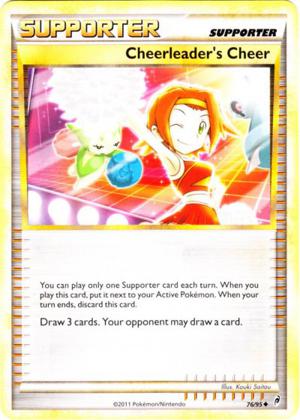 SUPPORTER SUPPORTER
Cheerleader's Cheer
You can play only one Supporter card each turn. When you
play this card, put it next to your Active Pokémon. When your
turn ends, discard this card.
Draw 3 cards. Your opponent may draw a card.
Illus. Kouki Saitou
©2011 Pokémon/Nintendo 76/95